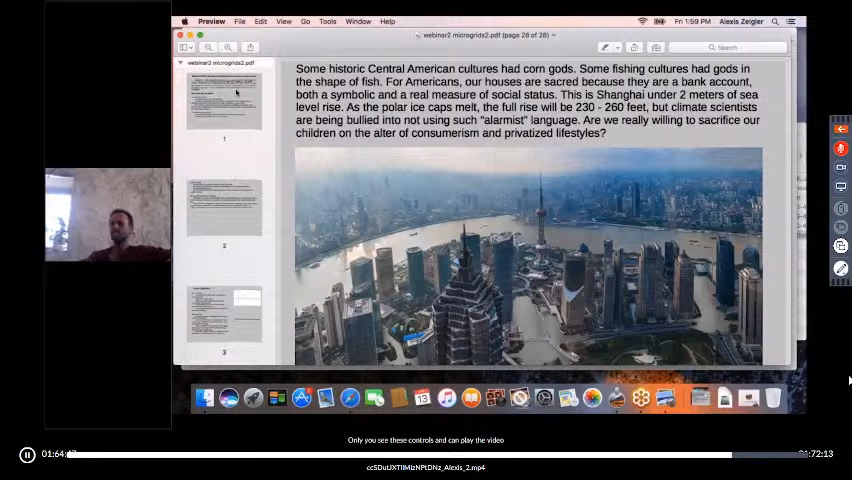 Preview File Edit View Go Tools Window Help Fri 1:59 PM Alexis Zeigler
webinar2 microgrids2.pdf (page 28 of 28)
Search
webinar2 microgrids2.pdf
1
2
3
Some historic Central American cultures had corn gods. Some fishing cultures had gods in
the shape of fish. For Americans, our houses are sacred because they are a bank account,
both a symbolic and a real measure of social status. This is Shanghai under 2 meters of sea
level rise. As the polar ice caps melt, the full rise will be 230 - 260 feet, but climate scientists
are being bullied into not using such "alarmist" language. Are we really willing to sacrifice our
children on the alter of consumerism and privatized lifestyles?
13
Only you see these controls and can play the video